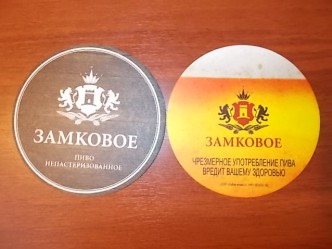 ЗАМКОВОЕ
ПИВО
НЕПАСТЕРИЗОВАННОЕ
ЗАМКОВОЕ
ЧРЕЗМЕРНОЕ УПОТРЕБЛЕНИЕ ПИВА
ВРЕДИТ ВАШЕМУ ЗДОРОВЬЮ